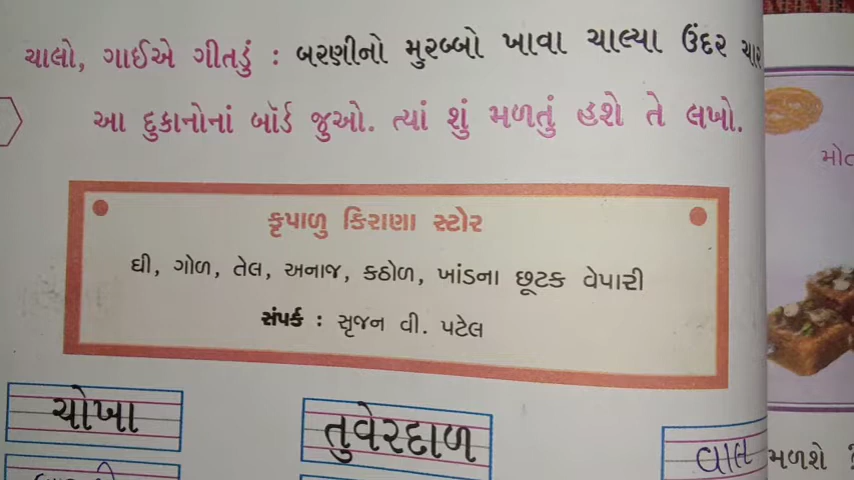 ચાલો, ગાઈએ ગીતડું : બરણીનો મુરબ્બો ખાવા ચાલ્યા ઉંદર ચાર
આ દુકાનોનાં બૉર્ડ જુઓ. ત્યાં શું મળતું હશે તે લખો.
કૃપાળુ કિરાણા સ્ટોર
ઘી, ગોળ, તેલ, અનાજ, કઠોળ, ખાંડના છૂટક વેપારી
સંપર્ક : સૃજન વી. પટેલ
ચોખા
તુવેરદાળ
વાલ
મળશે ?